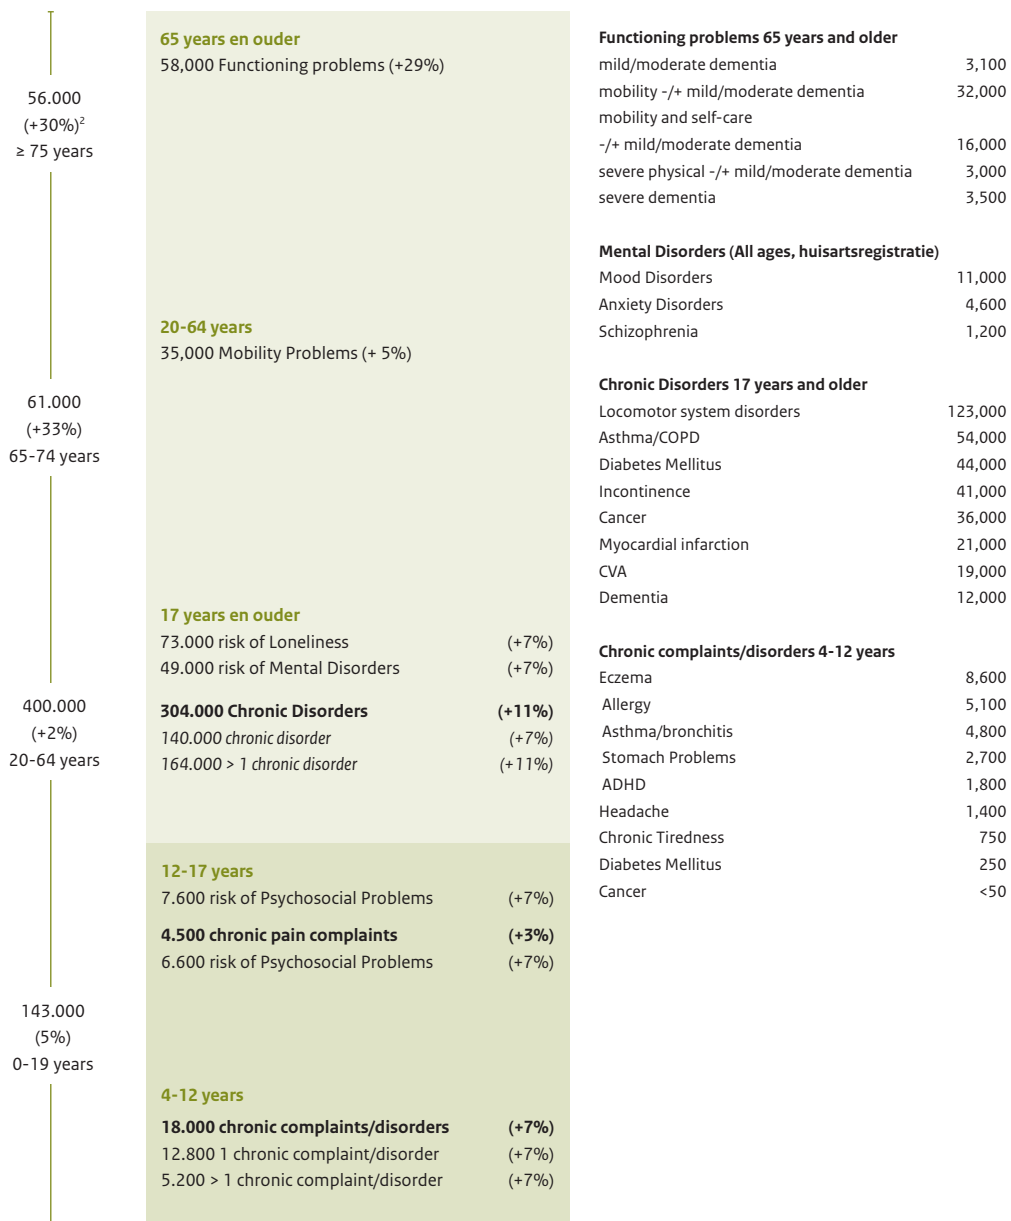 56.000
(+30%)²
≥ 75 years
61.000
(+33%)
65-74 years
400.000
(+2%)
20-64 years
143.000
(5%)
0-19 years
65 years en ouder
58,000 Functioning problems (+29%)
20-64 years
35,000 Mobility Problems (+ 5%)
17 years en ouder
73.000 risk of Loneliness (+7%)
49.000 risk of Mental Disorders (+7%)
304.000 Chronic Disorders (+11%)
140.000 chronic disorder (+7%)
164.000 > 1 chronic disorder (+11%)
12-17 years
7.600 risk of Psychosocial Problems (+7%)
4.500 chronic pain complaints (+3%)
6.600 risk of Psychosocial Problems (+7%)
4-12 years
18.000 chronic complaints/disorders (+7%)
12.800 1 chronic complaint/disorder (+7%)
5.200 > 1 chronic complaint/disorder (+7%)
Functioning problems 65 years and older
mild/moderate dementia 3,100
mobility -/+ mild/moderate dementia 32,000
mobility and self-care
-/+ mild/moderate dementia 16,000
severe physical -/+ mild/moderate dementia 3,000
severe dementia 3,500
Mental Disorders (All ages, huisartsregistratie)
Mood Disorders 11,000
Anxiety Disorders 4,600
Schizophrenia 1,200
Chronic Disorders 17 years and older
Locomotor system disorders 123,000
Asthma/COPD 54,000
Diabetes Mellitus 44,000
Incontinence 41,000
Cancer 36,000
Myocardial infarction 21,000
CVA 19,000
Dementia 12,000
Chronic complaints/disorders 4-12 years
Eczema 8,600
Allergy 5,100
Asthma/bronchitis 4,800
Stomach Problems 2,700
ADHD 1,800
Headache 1,400
Chronic Tiredness 750
Diabetes Mellitus 250
Cancer <50